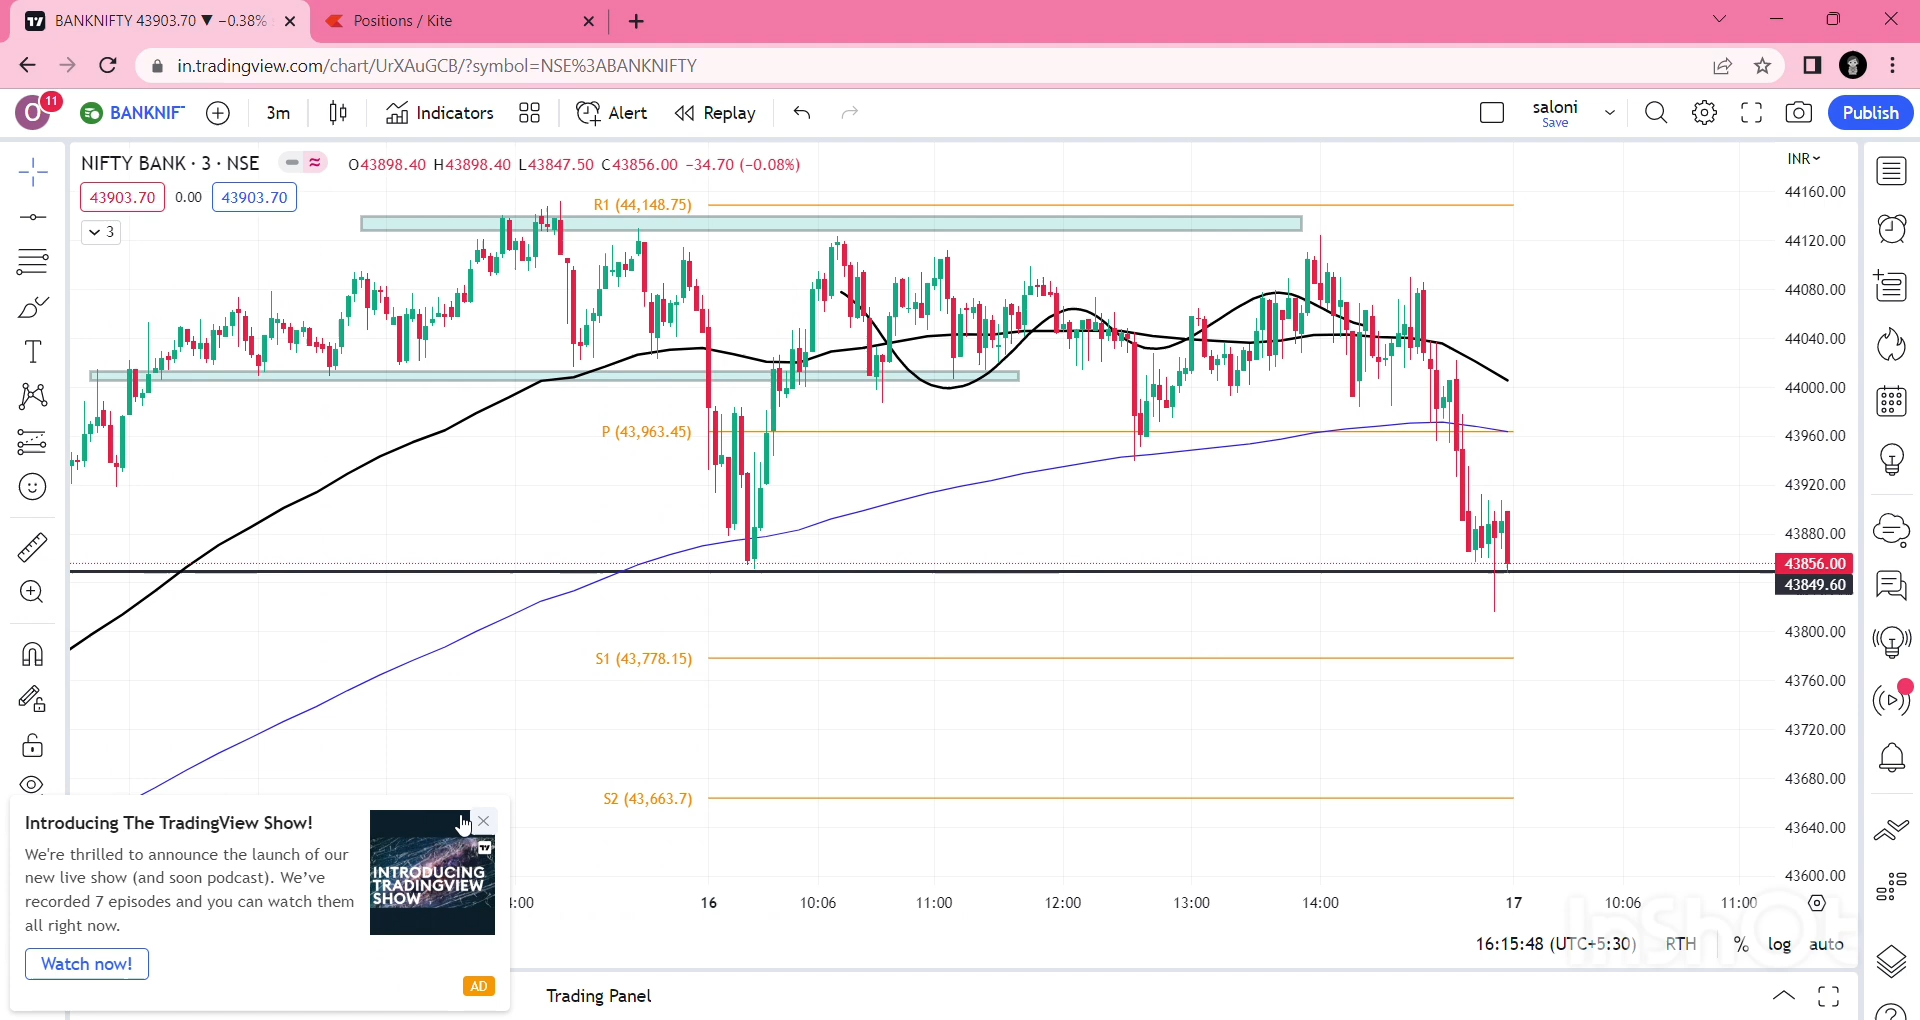 BANKNIFTY 43903.70 ▼ −0.38%
Positions / Kite
in.tradingview.com/chart/UrXAuGCB/?symbol=NSE%3ABANKNIFTY
O
11
BANKNIF
3m
Indicators
Alert
Replay
saloni
Save
Publish
NIFTY BANK · 3 · NSE
O43898.40 H43898.40 L43847.50 C43856.00 −34.70 (−0.08%)
INR
43903.70
0.00
43903.70
3
R1 (44,148.75)
P (43,963.45)
S1 (43,778.15)
S2 (43,663.7)
44160.00
44120.00
44080.00
44040.00
44000.00
43960.00
43920.00
43880.00
43856.00
43849.60
43800.00
43760.00
43720.00
43680.00
43640.00
43600.00
4:00
16
10:06
11:00
12:00
13:00
14:00
17
10:06
11:00
16:15:48 (UTC+5:30)
RTH
%
log
auto
InShOt
Introducing The TradingView Show!
We're thrilled to announce the launch of our
new live show (and soon podcast). We've
recorded 7 episodes and you can watch them
all right now.
INTRODUCING
TRADINGVIEW
SHOW
Watch now!
AD
Trading Panel